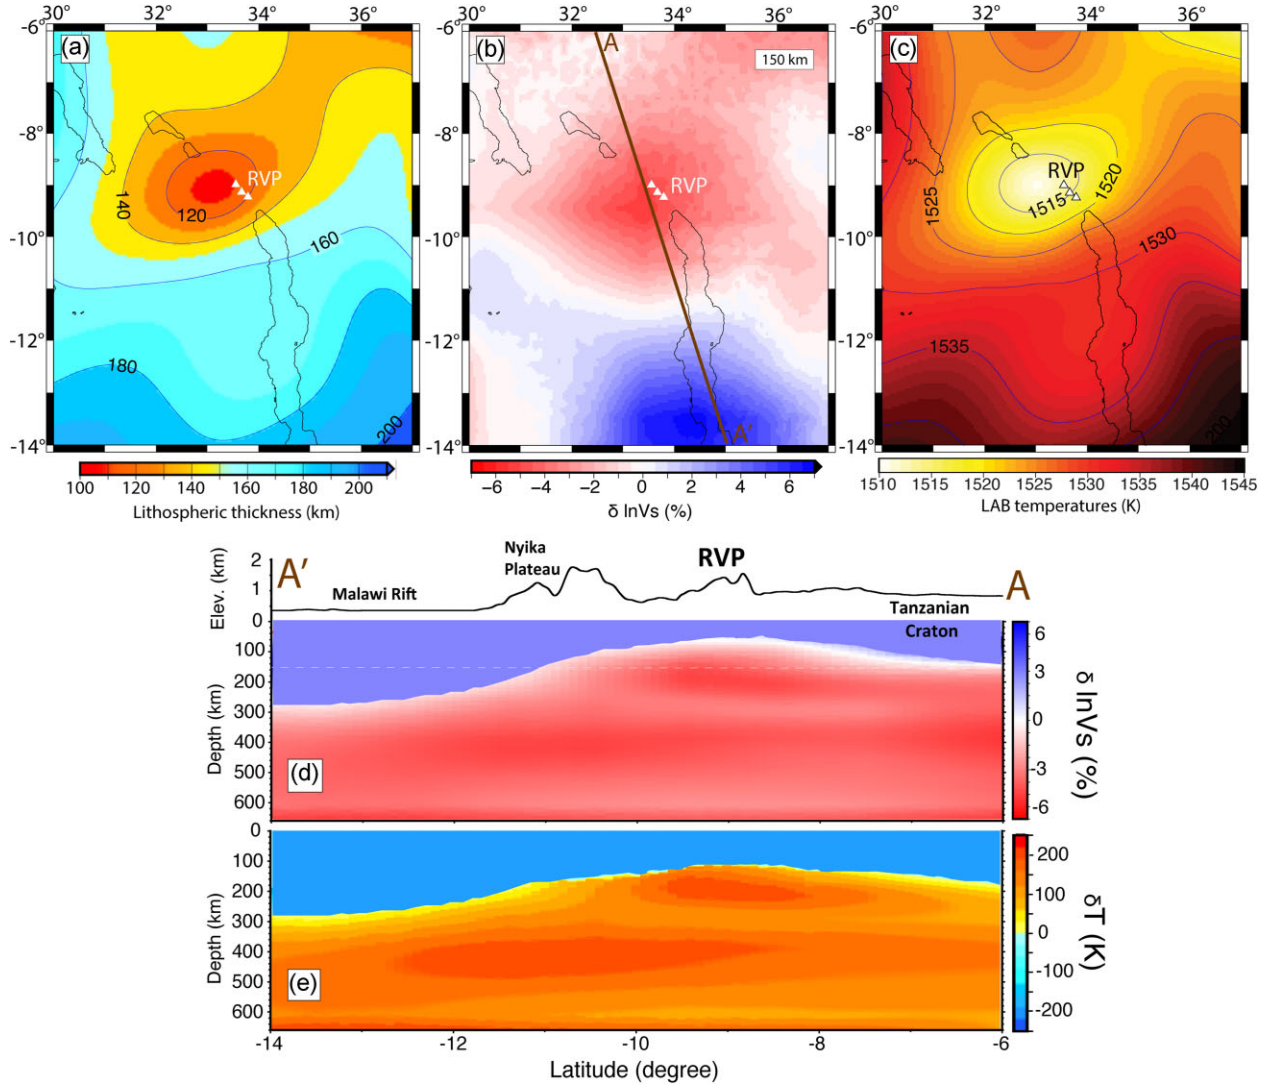 30 32 34 36
30 32 34 36
32 34 36
-6°
-6°
-6°
(a)
(b)
A
150 km
(c)
-8°
-8°
-8°
RVP
RVP
RVP
140
120
1525
1515
1520
-10°
-10°
-10°
160
1530
-12°
-12°
-12°
180
1535
200
A'
200
-14°
-14°
-14°
100 120 140 160 180 200
Lithospheric thickness (km)
−6 −4 −2 0 2 4 6
δ lnVs (%)
1510 1515 1520 1525 1530 1535 1540 1545
LAB temperatures (K)
A'
Malawi Rift
Nyika
Plateau
RVP
A
Tanzanian
Craton
Elev. (km)
2
1
0
Depth (km)
100
200
300
400
500
600
(d)
6
3
0
-3
-6
δ lnVs (%)
Depth (km)
0
100
200
300
400
500
600
(e)
200
100
0
-100
-200
δT (K)
-14 -12 -10 -8 -6
Latitude (degree)